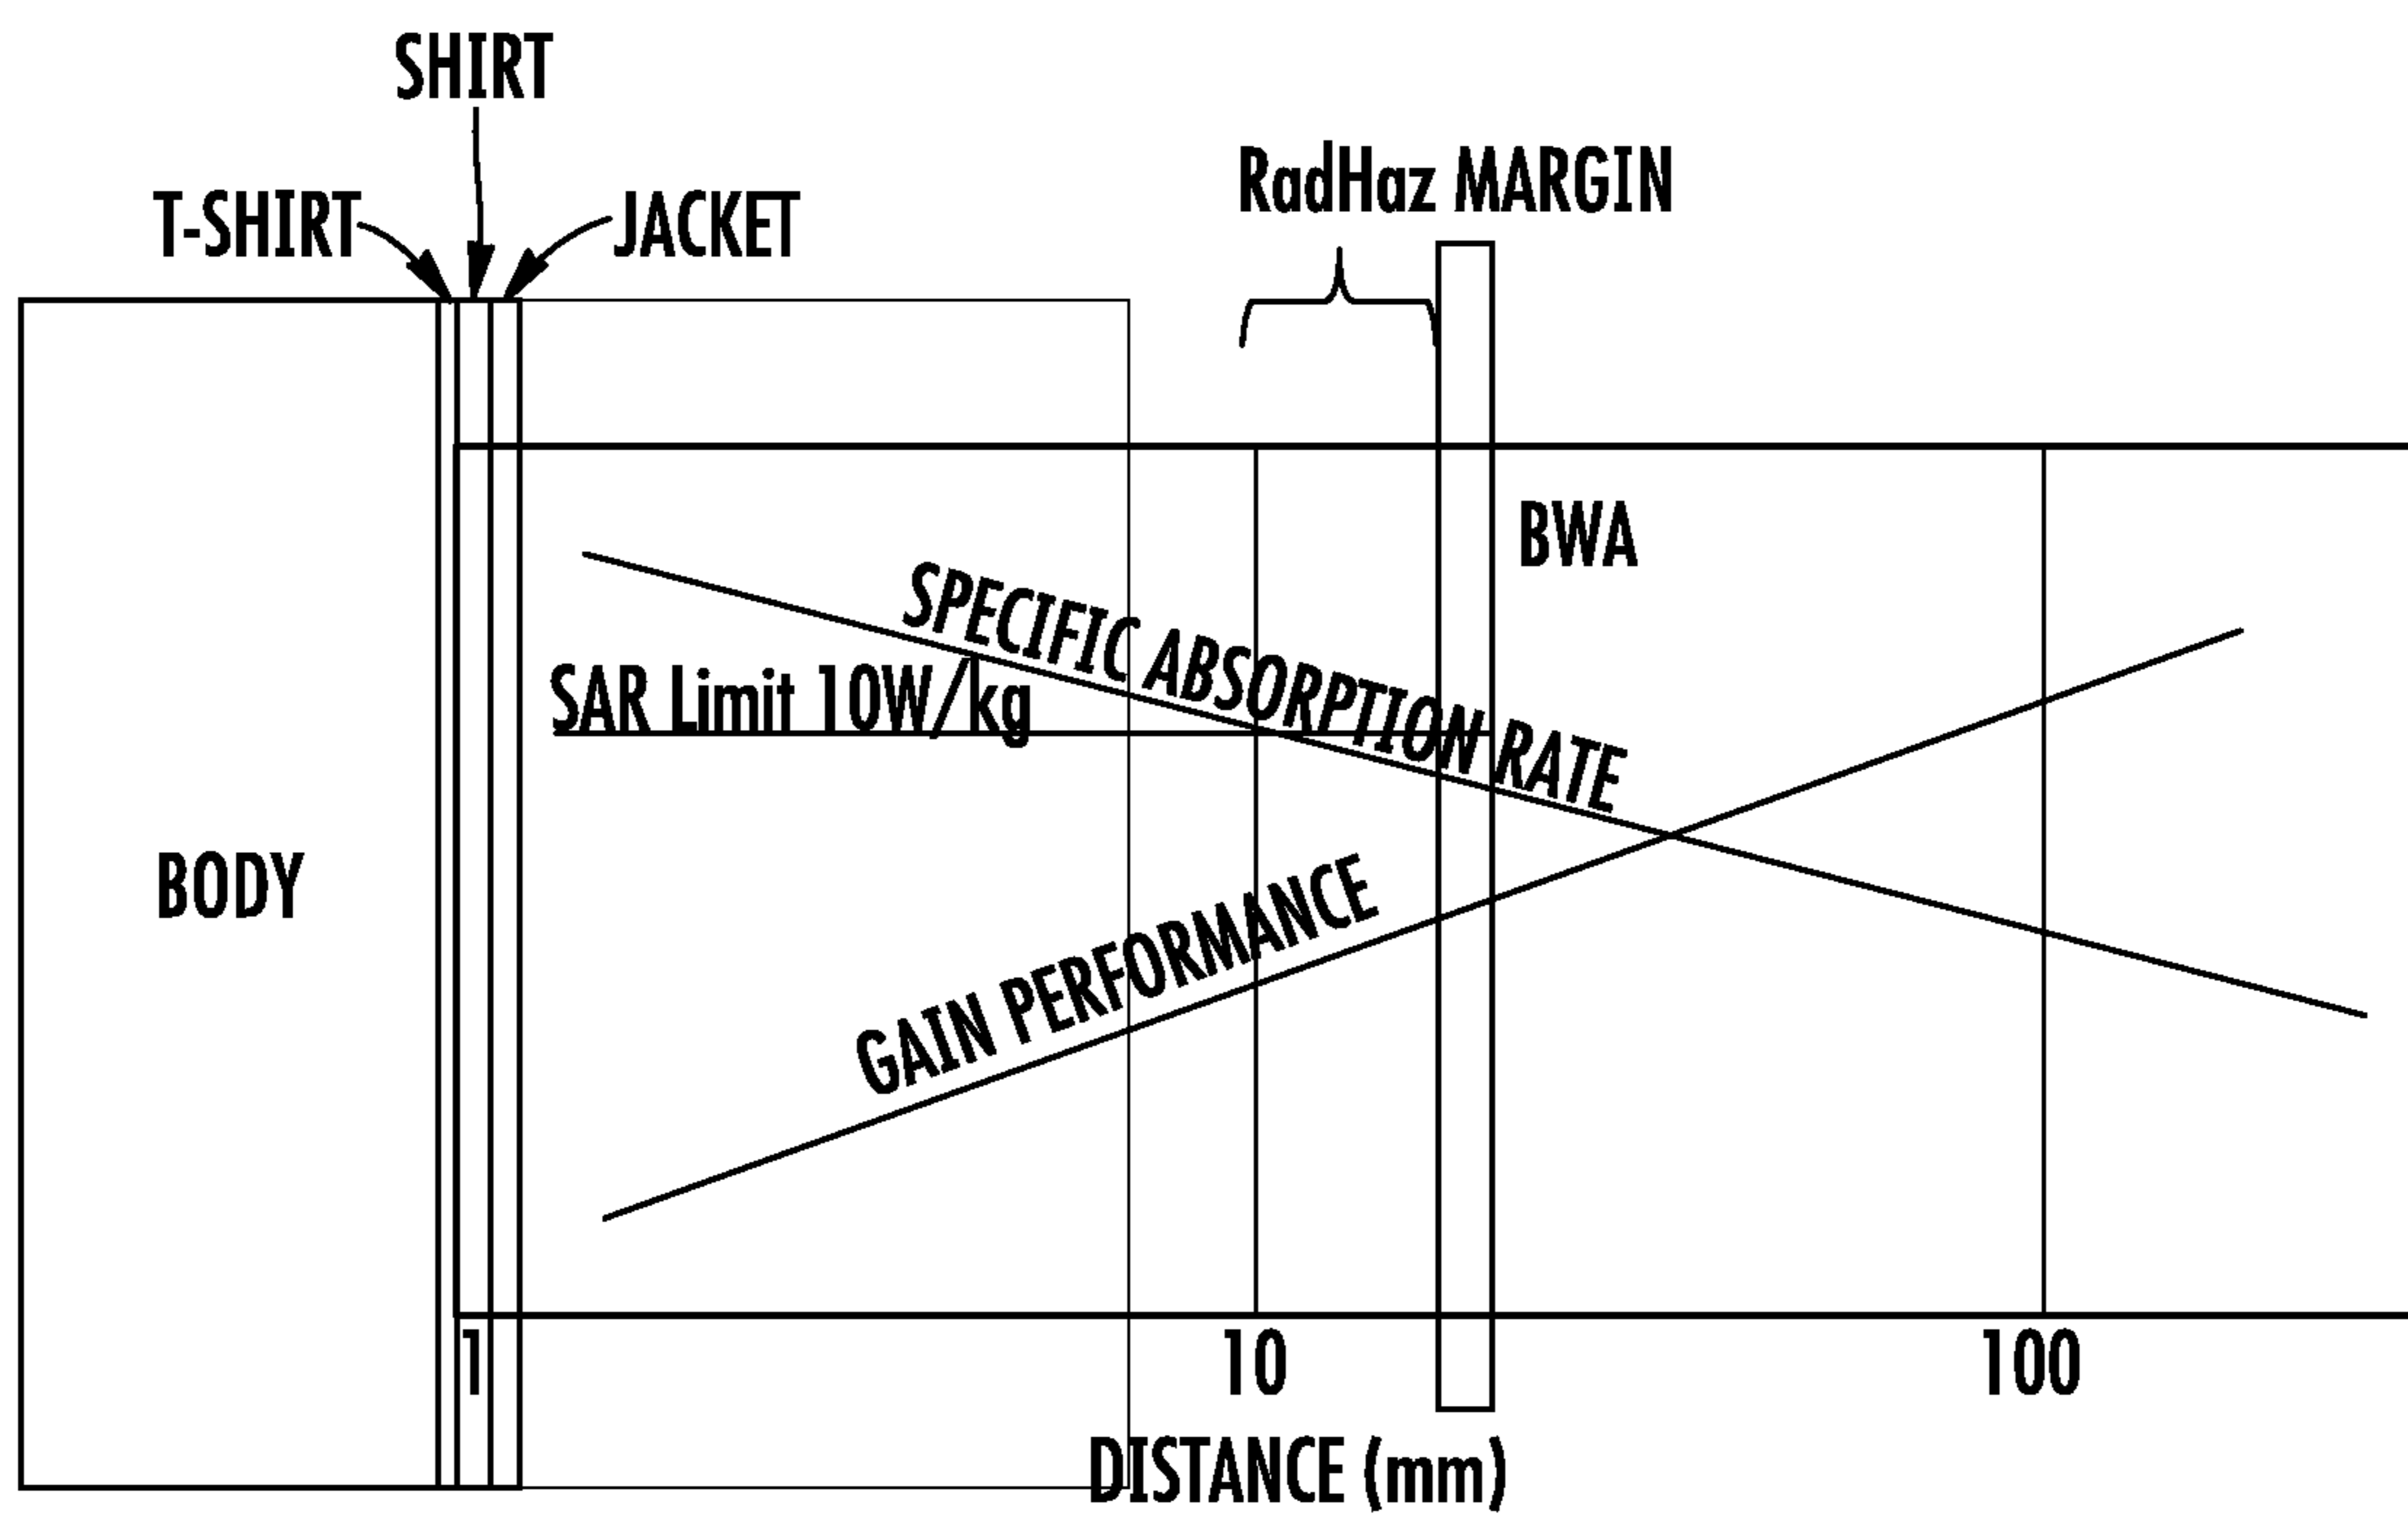 SHIRT
T-SHIRT
JACKET
RadHaz MARGIN
BWA
SPECIFIC ABSORPTION RATE
SAR Limit 10W/kg
BODY
GAIN PERFORMANCE
1
10
100
DISTANCE (mm)